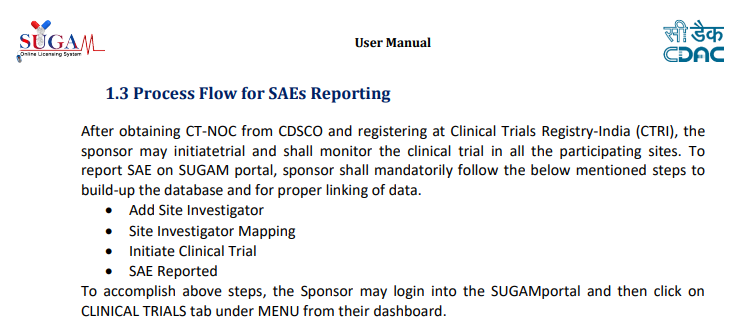 SUGAM
Online Licensing System
User Manual
सी डैक
CDAC
1.3 Process Flow for SAEs Reporting
After obtaining CT-NOC from CDSCO and registering at Clinical Trials Registry-India (CTRI), the
sponsor may initiatetrial and shall monitor the clinical trial in all the participating sites. To
report SAE on SUGAM portal, sponsor shall mandatorily follow the below mentioned steps to
build-up the database and for proper linking of data.
• Add Site Investigator
• Site Investigator Mapping
• Initiate Clinical Trial
• SAE Reported
To accomplish above steps, the Sponsor may login into the SUGAMportal and then click on
CLINICAL TRIALS tab under MENU from their dashboard.